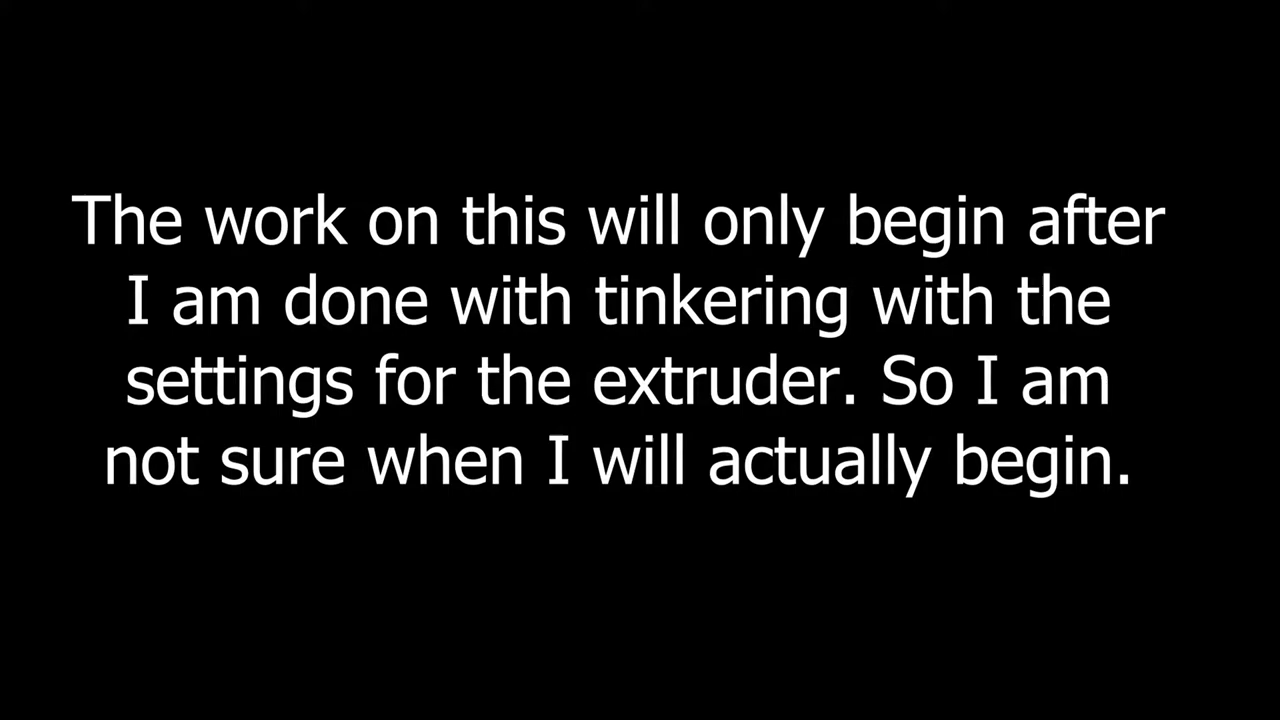 The work on this will only begin after
I am done with tinkering with the
settings for the extruder. So I am
not sure when I will actually begin.